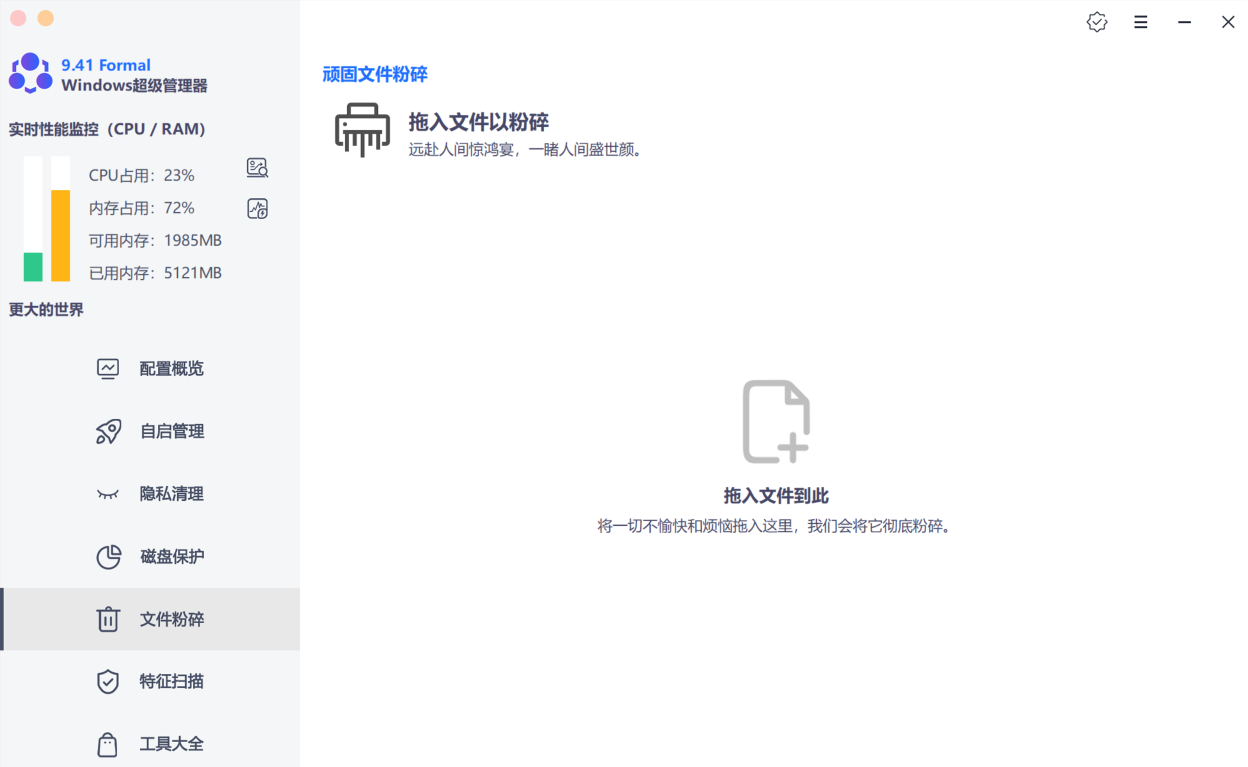 9.41 Formal
Windows超级管理器
实时性能监控（CPU / RAM）
CPU占用：23%
内存占用：72%
可用内存：1985MB
已用内存：5121MB
更大的世界
配置概览
自启管理
隐私清理
磁盘保护
文件粉碎
特征扫描
工具大全
顽固文件粉碎
拖入文件以粉碎
远赴人间惊鸿宴，一睹人间盛世颜。
拖入文件到此
将一切不愉快和烦恼拖入这里，我们会将它彻底粉碎。